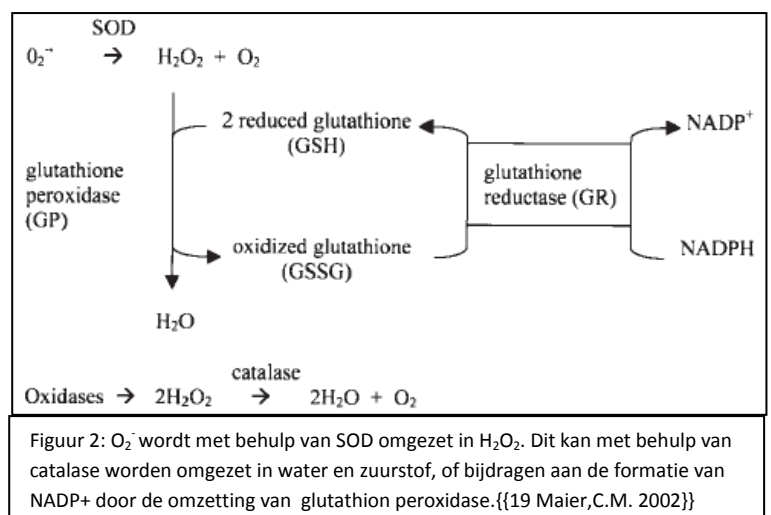 SOD
0₂⁻· → H₂O₂ + O₂
2 reduced glutathione
(GSH)
NADP⁺
glutathione
peroxidase
(GP)
glutathione
reductase (GR)
oxidized glutathione
(GSSG)
NADPH
H₂O
catalase
Oxidases → 2H₂O₂ → 2H₂O + O₂
Figuur 2: O₂⁻ wordt met behulp van SOD omgezet in H₂O₂. Dit kan met behulp van
catalase worden omgezet in water en zuurstof, of bijdragen aan de formatie van
NADP+ door de omzetting van glutathion peroxidase.{{19 Maier,C.M. 2002}}